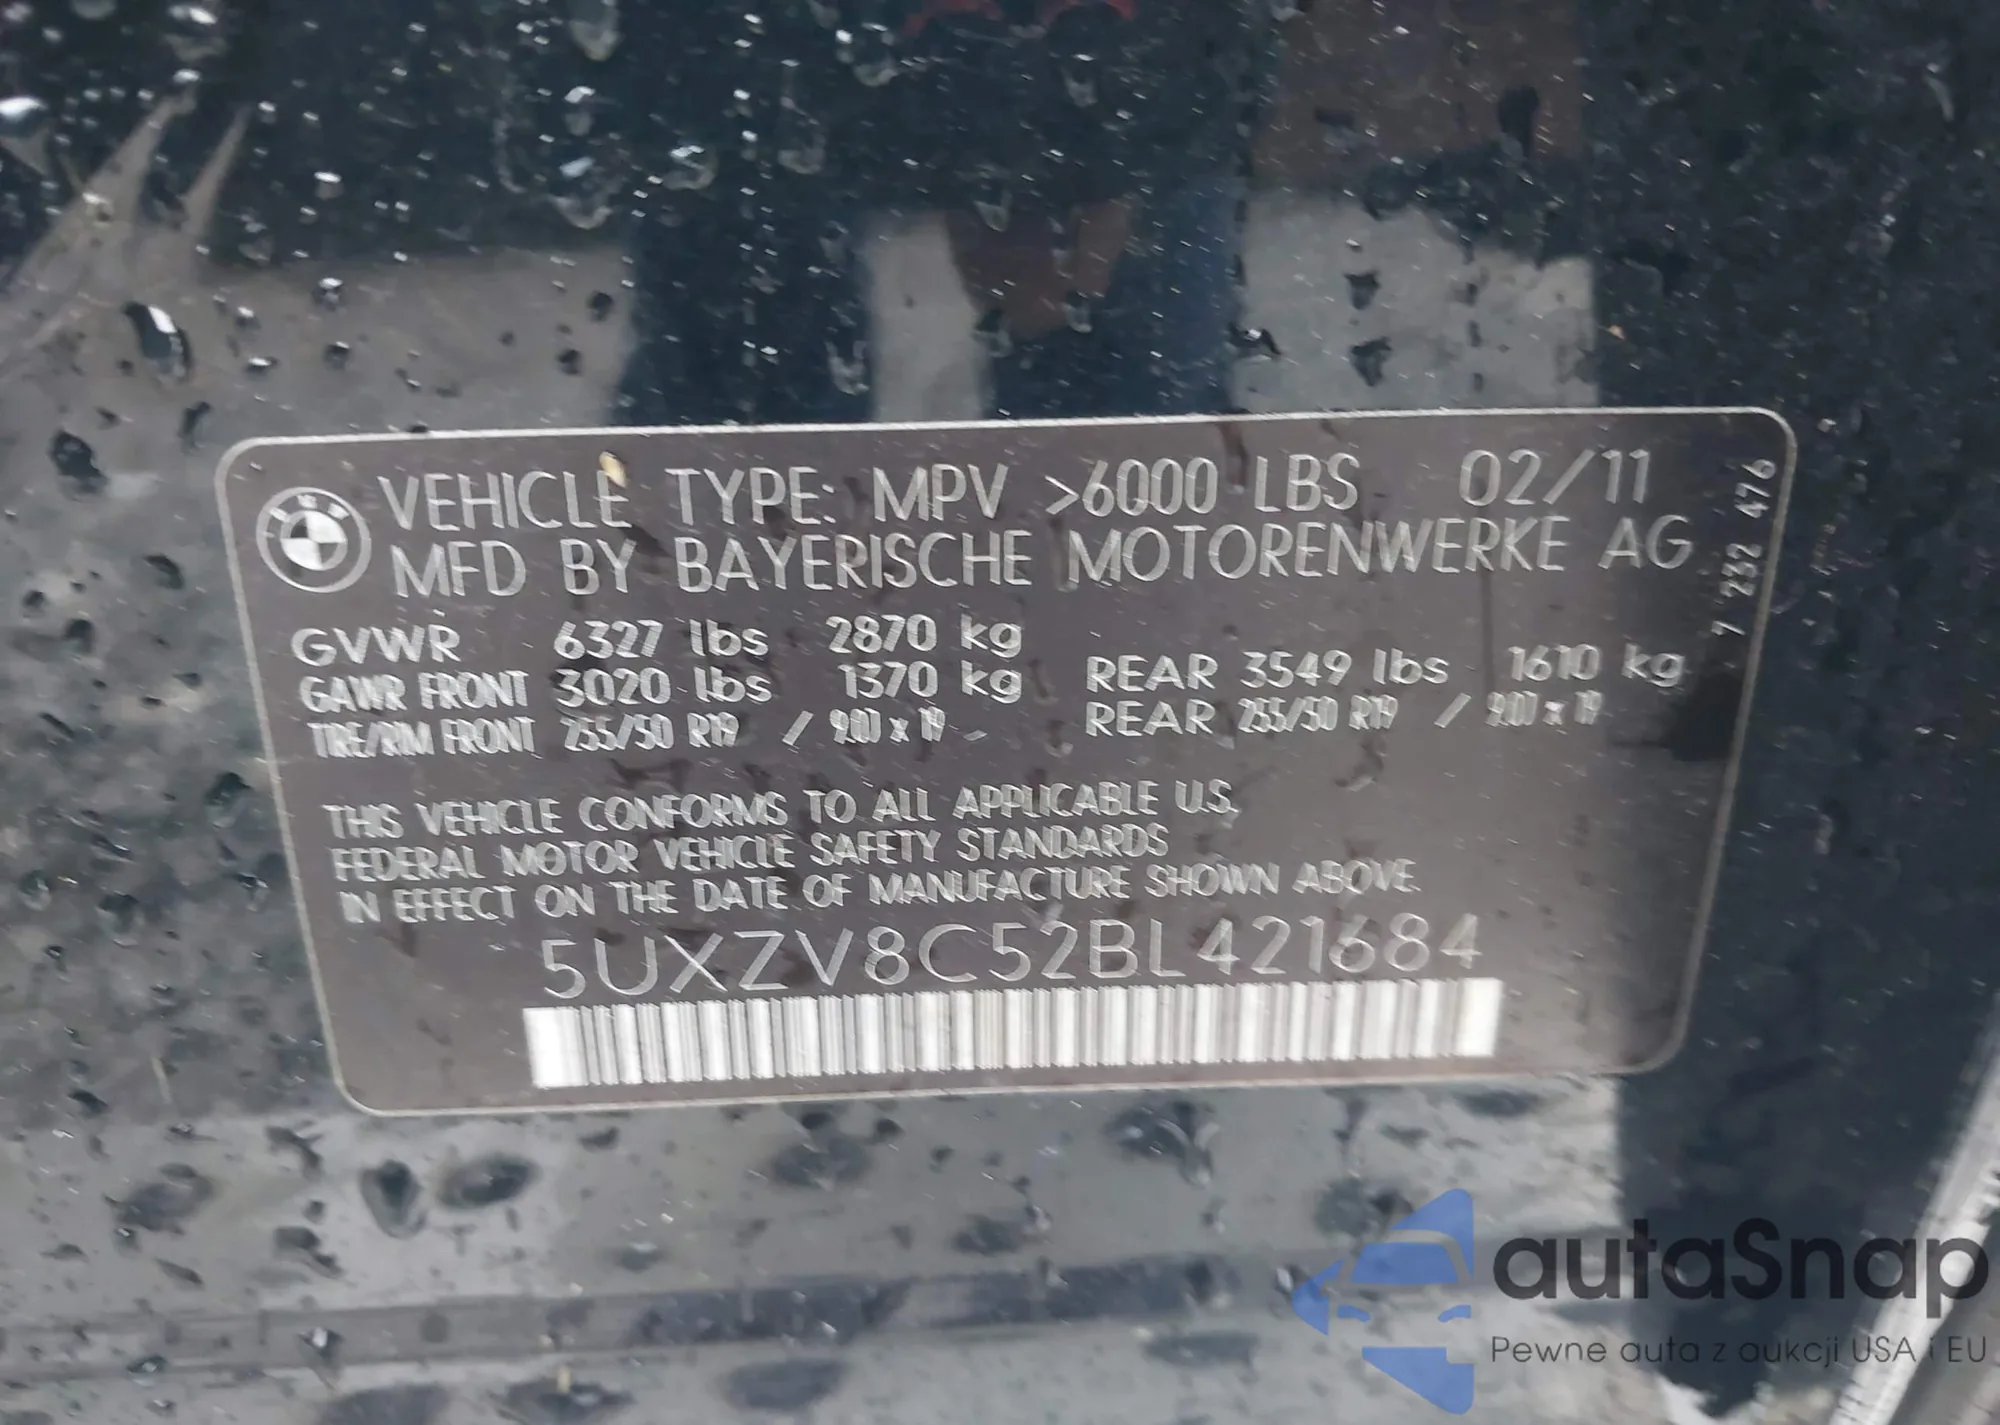 VEHICLE TYPE: MPV >6000 LBS 02/11
MFD BY BAYERISCHE MOTORENWERKE AG
7 232 476
GVWR 6327 lbs 2870 kg
GAWR FRONT 3020 lbs 1370 kg REAR 3549 lbs 1610 kg
TIRE/RIM FRONT 255/50 R19 / 9.0J x 19 REAR 255/50 R19 / 9.0J x 19
THIS VEHICLE CONFORMS TO ALL APPLICABLE U.S.
FEDERAL MOTOR VEHICLE SAFETY STANDARDS
IN EFFECT ON THE DATE OF MANUFACTURE SHOWN ABOVE.
5UXZV8C52BL421684
autaSnap
Pewne auta z aukcji USA i EU